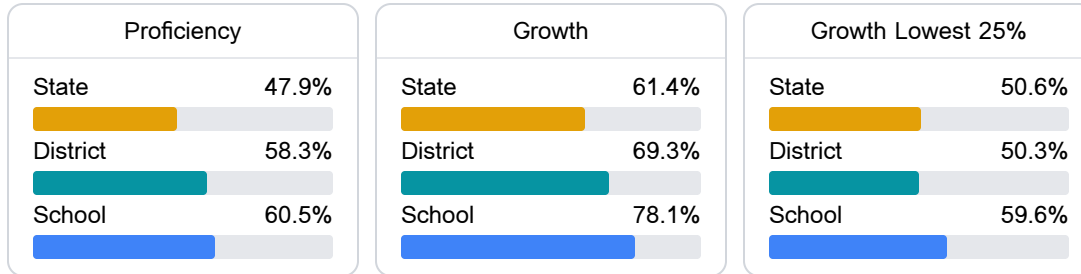 Proficiency
State 47.9%
District 58.3%
School 60.5%
Growth
State 61.4%
District 69.3%
School 78.1%
Growth Lowest 25%
State 50.6%
District 50.3%
School 59.6%